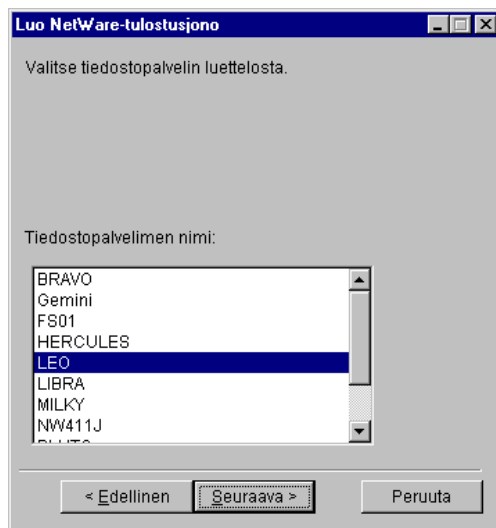 Luo NetWare-tulostusjono
Valitse tiedostopalvelin luettelosta.
Tiedostopalvelimen nimi:
BRAVO
Gemini
FS01
HERCULES
LEO
LIBRA
MILKY
NW411J
< Edellinen
Seuraava >
Peruuta